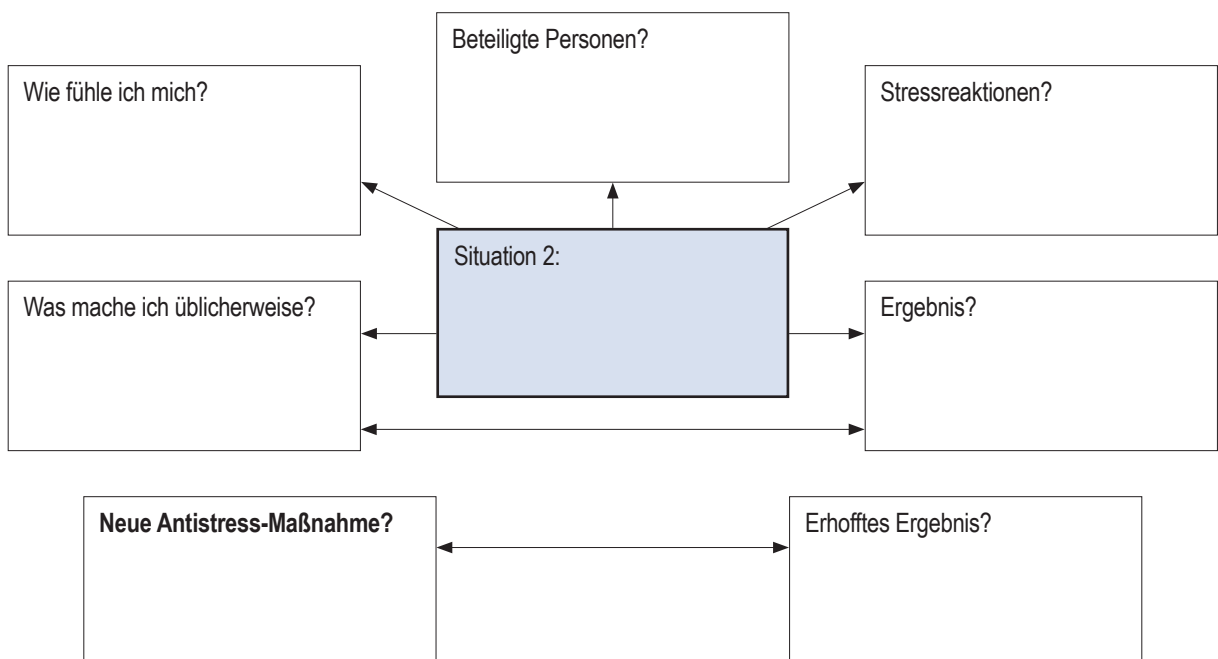 Beteiligte Personen?
Wie fühle ich mich?
Stressreaktionen?
Situation 2:
Was mache ich üblicherweise?
Ergebnis?
Neue Antistress-Maßnahme?
Erhofftes Ergebnis?